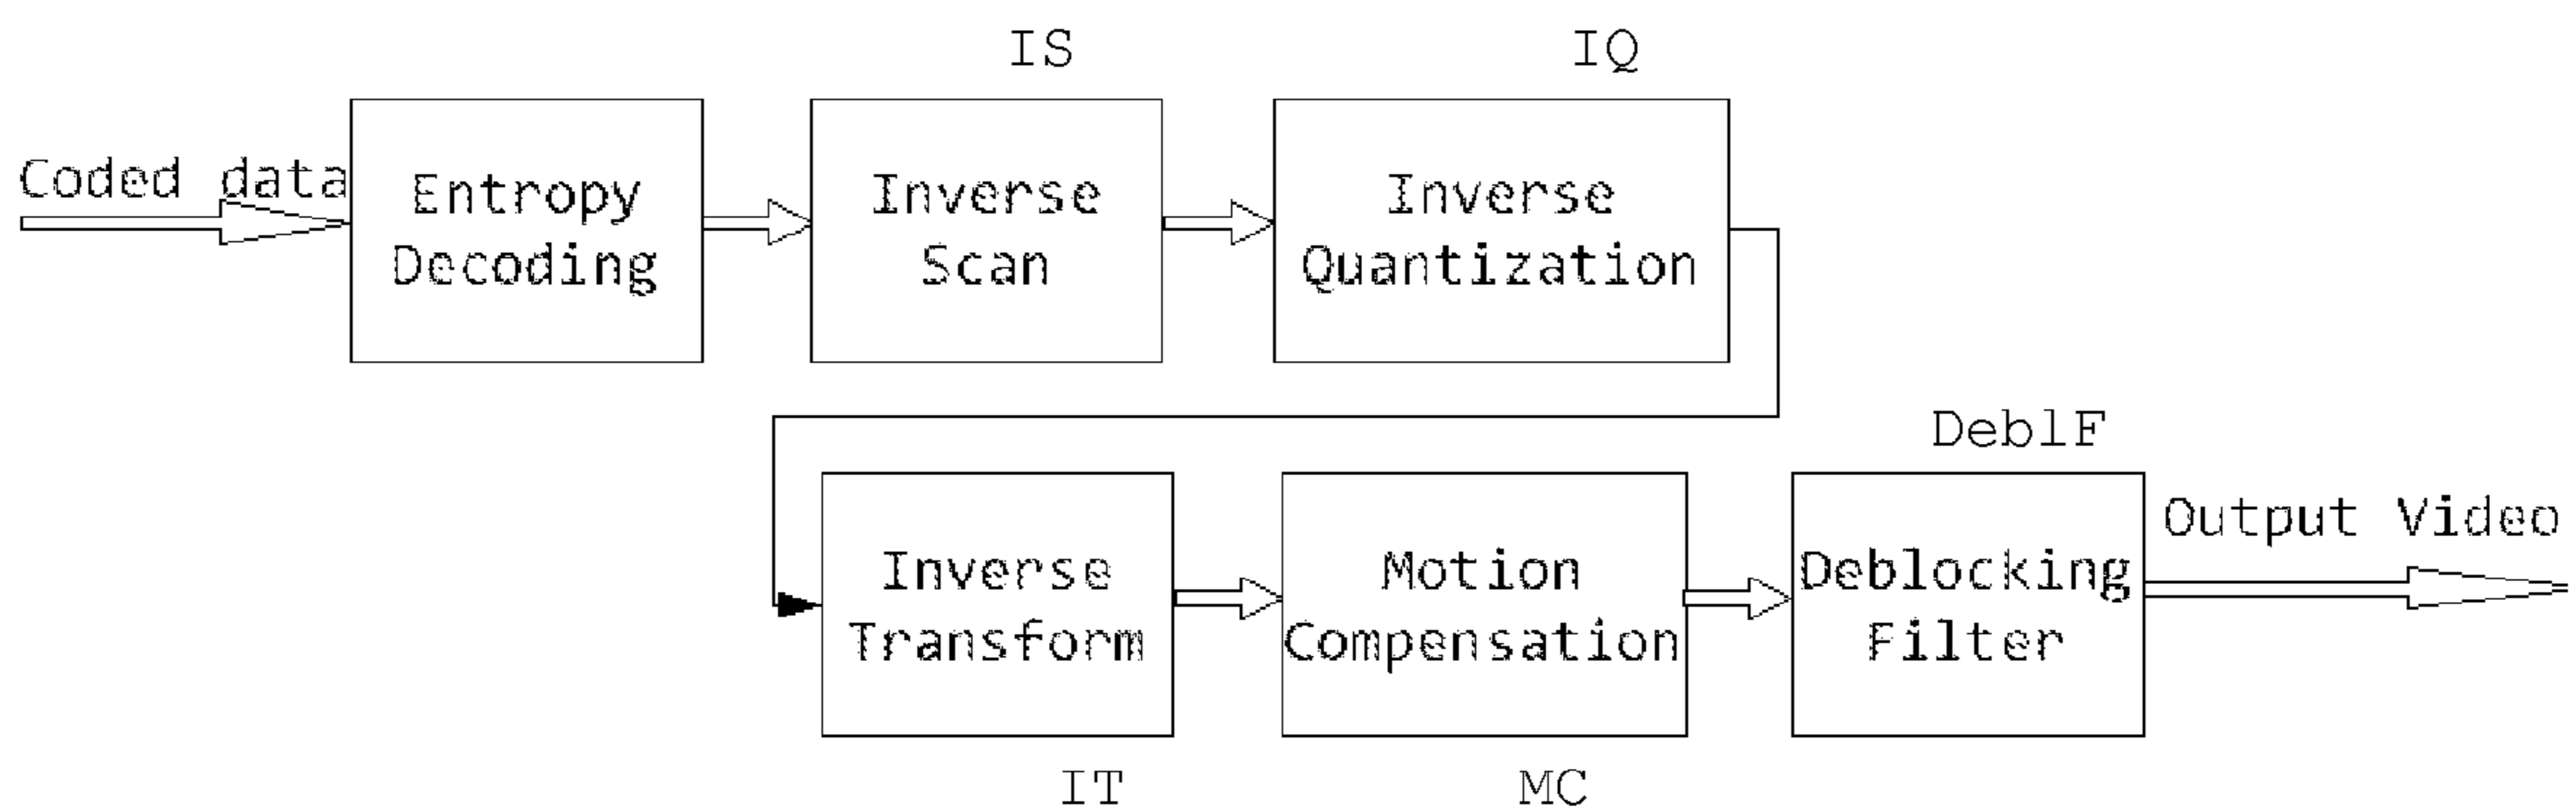 IS
IQ
Coded data
Entropy
Decoding
Inverse
Scan
Inverse
Quantization
DeblF
Inverse
Transform
Motion
Compensation
Deblocking
Filter
Output Video
IT
MC